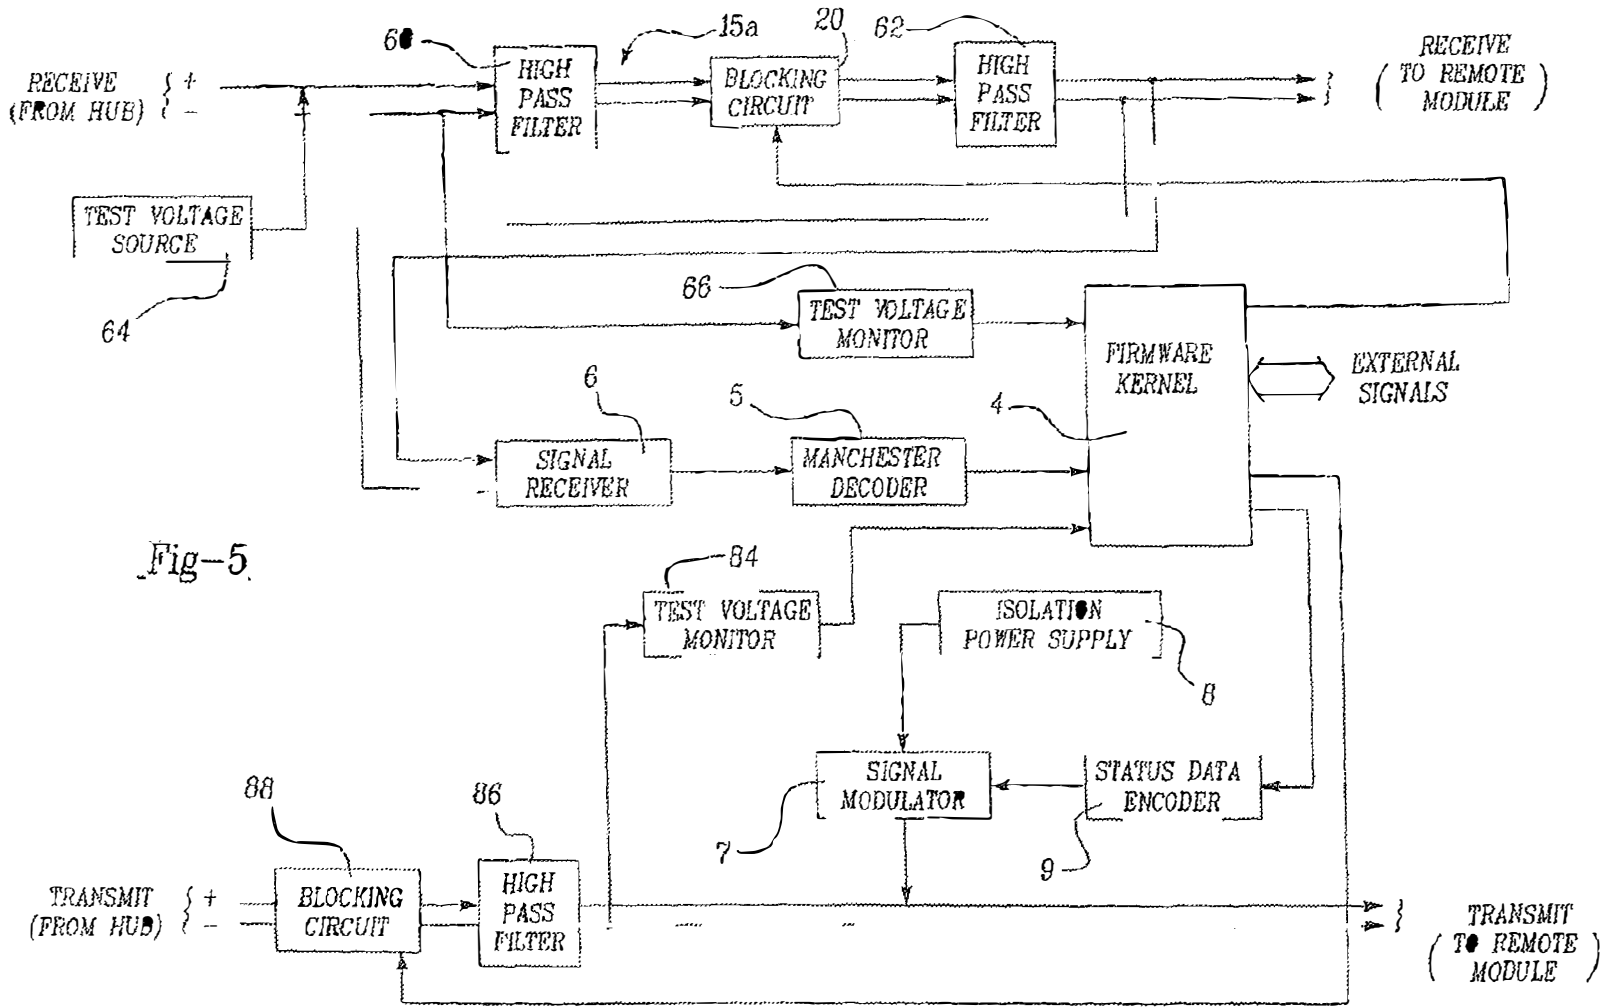 60
15a
20
62
RECEIVE
(FROM HUB)
+
-
HIGH
PASS
FILTER
BLOCKING
CIRCUIT
HIGH
PASS
FILTER
RECEIVE
(TO REMOTE
MODULE)
TEST VOLTAGE
SOURCE
64
66
TEST VOLTAGE
MONITOR
FIRMWARE
KERNEL
EXTERNAL
SIGNALS
6
5
4
SIGNAL
RECEIVER
MANCHESTER
DECODER
Fig-5
84
TEST VOLTAGE
MONITOR
ISOLATION
POWER SUPPLY
8
SIGNAL
MODULATOR
7
STATUS DATA
ENCODER
9
88
86
TRANSMIT
(FROM HUB)
+
-
BLOCKING
CIRCUIT
HIGH
PASS
FILTER
TRANSMIT
(TO REMOTE
MODULE)